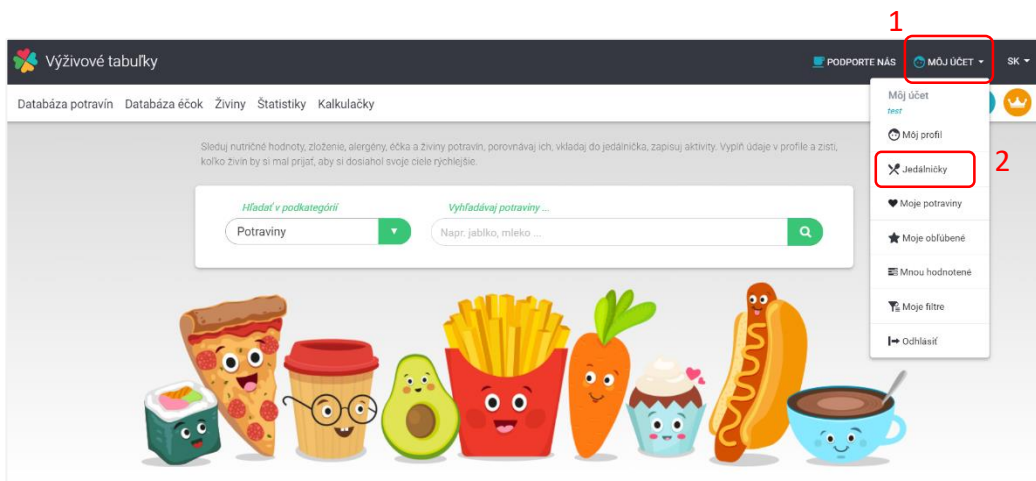 1
Výživové tabuľky
PODPORTE NÁS
MÔJ ÚČET
SK
Databáza potravín Databáza éčok Živiny Štatistiky Kalkulačky
Môj účet
test
Môj profil
Jedálničky
2
Moje potraviny
Moje obľúbené
Mnou hodnotené
Moje filtre
Odhlásiť
Sleduj nutričné hodnoty, zloženie, alergény, éčka a živiny potravín, porovnávaj ich, vkladaj do jedálnička, zapisuj aktivity. Vyplň údaje v profile a zisti,
koľko živín by si mal prijať, aby si dosiahol svoje ciele rýchlejšie.
Hľadať v podkategórií
Vyhľadávaj potraviny ...
Potraviny
Napr. jablko, mleko ...